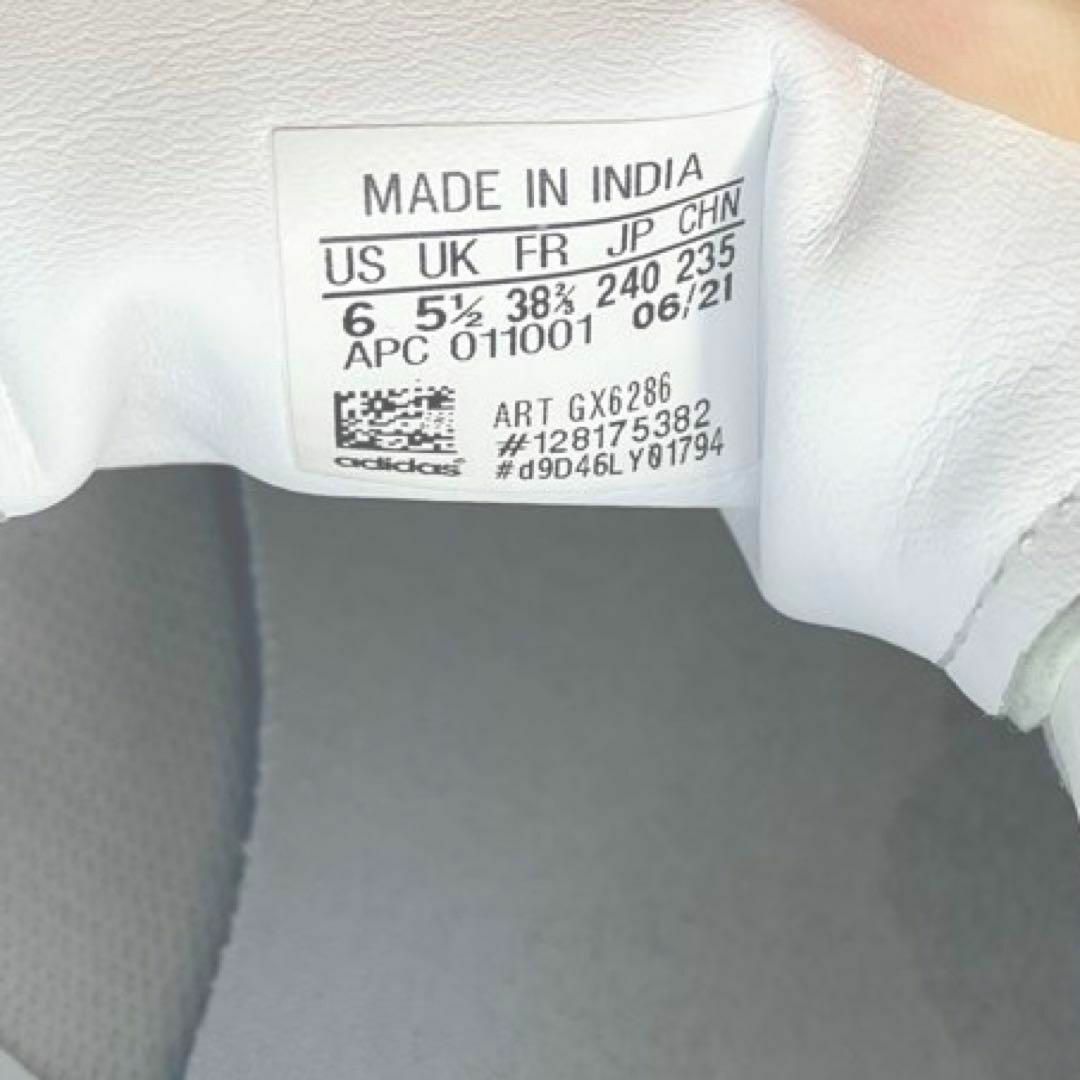 MADE IN INDIA
US UK FR JP CHN
6 5½ 38⅔ 240 235
APC 011001 06/21
ART GX6286
#128175382
#d9D46LY01794
adidas